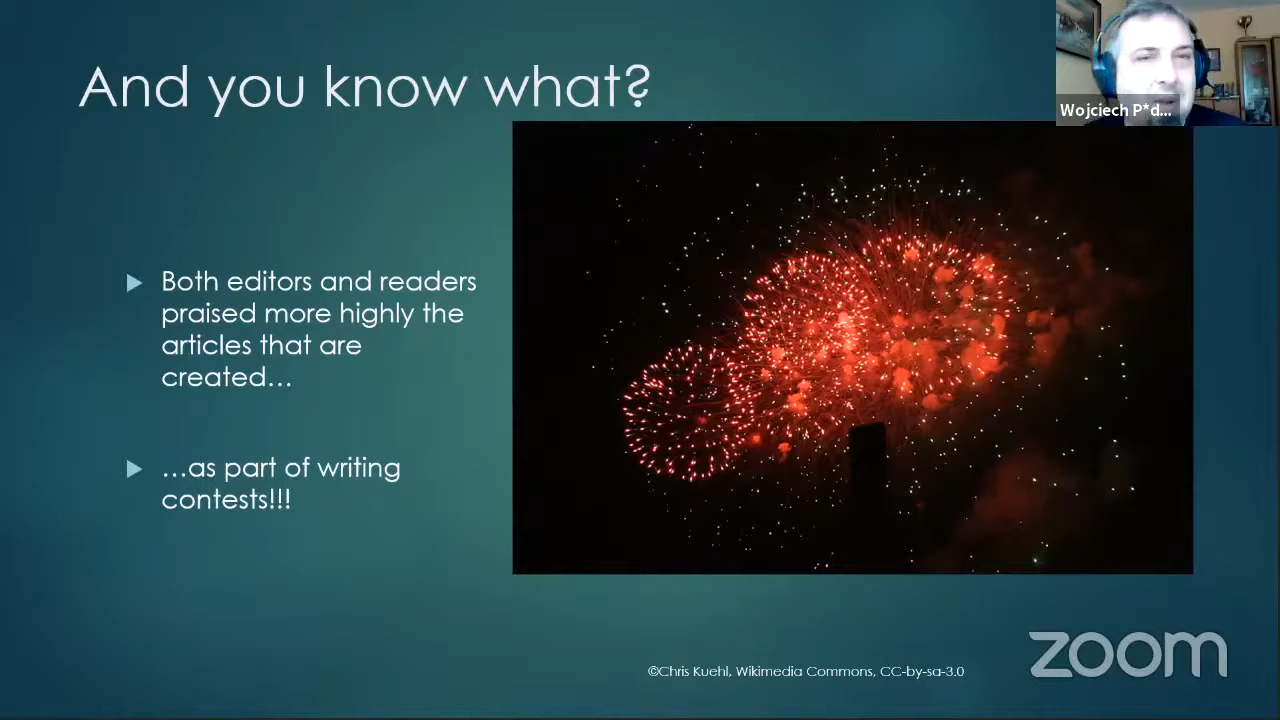 And you know what?
Wojciech P*d...
Both editors and readers
praised more highly the
articles that are
created…
…as part of writing
contests!!!
©Chris Kuehl, Wikimedia Commons, CC-by-sa-3.0
zoom